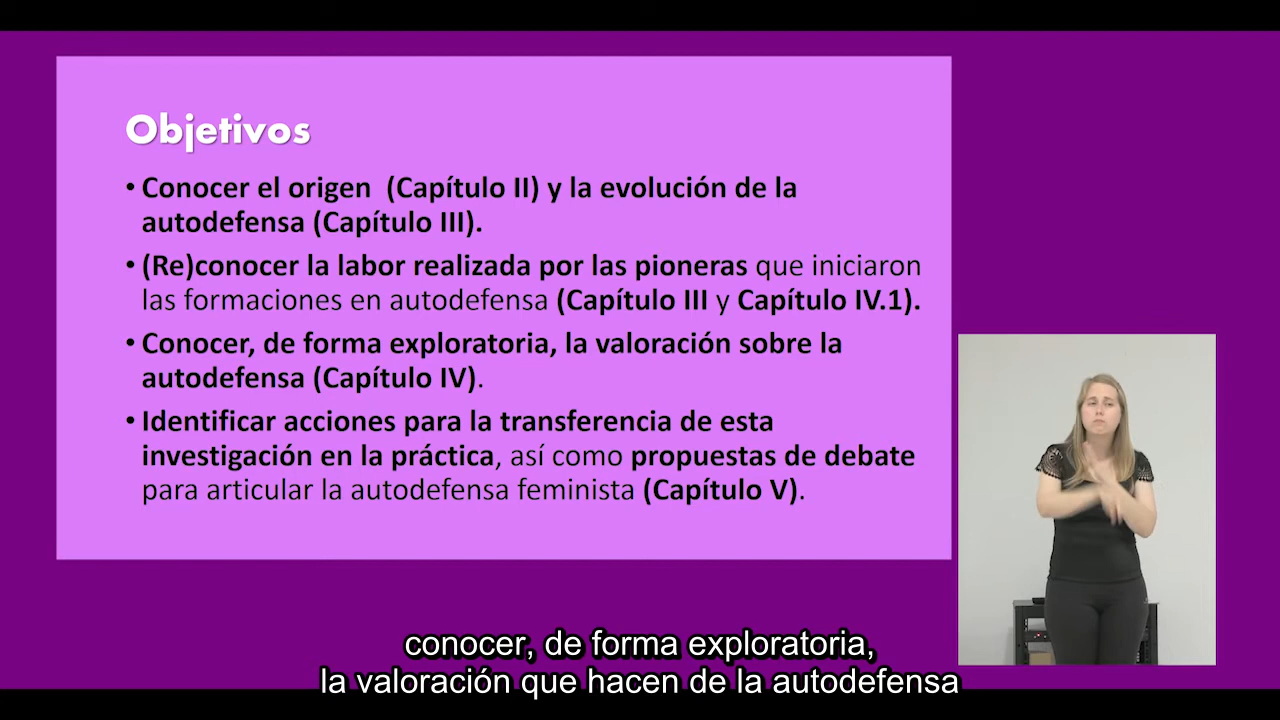 Objetivos
• Conocer el origen  (Capítulo II) y la evolución de la
autodefensa (Capítulo III).
• (Re)conocer la labor realizada por las pioneras que iniciaron
las formaciones en autodefensa (Capítulo III y Capítulo IV.1).
• Conocer, de forma exploratoria, la valoración sobre la
autodefensa (Capítulo IV).
• Identificar acciones para la transferencia de esta
investigación en la práctica, así como propuestas de debate
para articular la autodefensa feminista (Capítulo V).
conocer, de forma exploratoria,
la valoración que hacen de la autodefensa